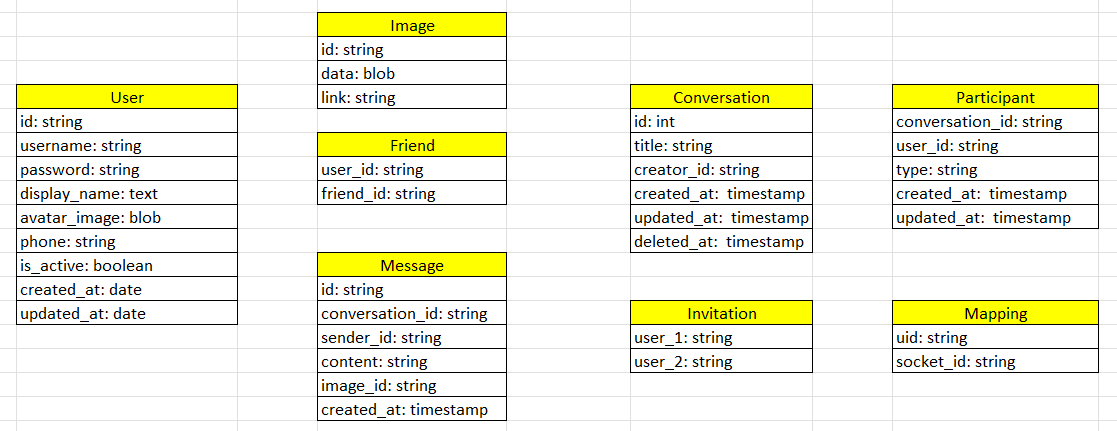 Image
id: string
data: blob
link: string
User
id: string
username: string
password: string
display_name: text
avatar_image: blob
phone: string
is_active: boolean
created_at: date
updated_at: date
Friend
user_id: string
friend_id: string
Message
id: string
conversation_id: string
sender_id: string
content: string
image_id: string
created_at: timestamp
Conversation
id: int
title: string
creator_id: string
created_at:  timestamp
updated_at:  timestamp
deleted_at:  timestamp
Participant
conversation_id: string
user_id: string
type: string
created_at:  timestamp
updated_at:  timestamp
Invitation
user_1: string
user_2: string
Mapping
uid: string
socket_id: string